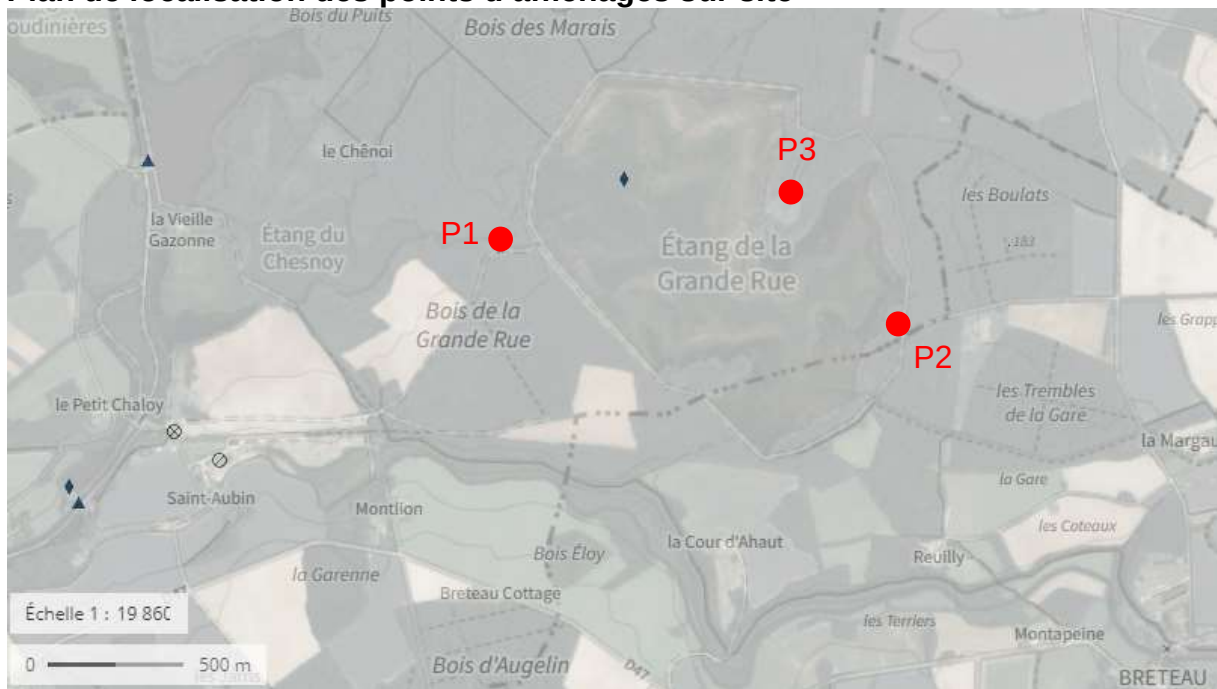 Plan de localisation des points d'aménagés sur site
oudinières
Bois du Puits
Bois des Marais
le Chênoi
P3
les Boulats
la Vieille
Gazonne
Étang du
Chesnoy
P1
Étang de la
Grande Rue
183
Bois de la
Grande Rue
les Grapp
P2
le Petit Chaloy
les Trembles
de la Gare
la Margau
la Gare
Saint-Aubin
Montlion
les Coteaux
la Cour d'Ahaut
Bois Éloy
Reuilly
la Garenne
Breteau Cottage
Échelle 1 : 19 860
les Terriers
Montapeine
0
500 m
Bois d'Augelin
D47
BRETEAU